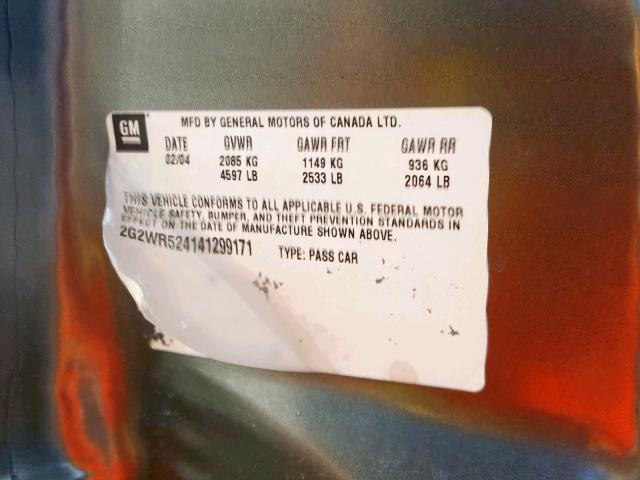 GM
MFD BY GENERAL MOTORS OF CANADA LTD.
DATE GVWR GAWR FRT GAWR RR
02/04 2085 KG 1149 KG 936 KG
4597 LB 2533 LB 2064 LB
THIS VEHICLE CONFORMS TO ALL APPLICABLE U.S. FEDERAL MOTOR
VEHICLE SAFETY, BUMPER, AND THEFT PREVENTION STANDARDS IN
EFFECT ON THE DATE OF MANUFACTURE SHOWN ABOVE.
2G2WR524141299171 TYPE: PASS CAR